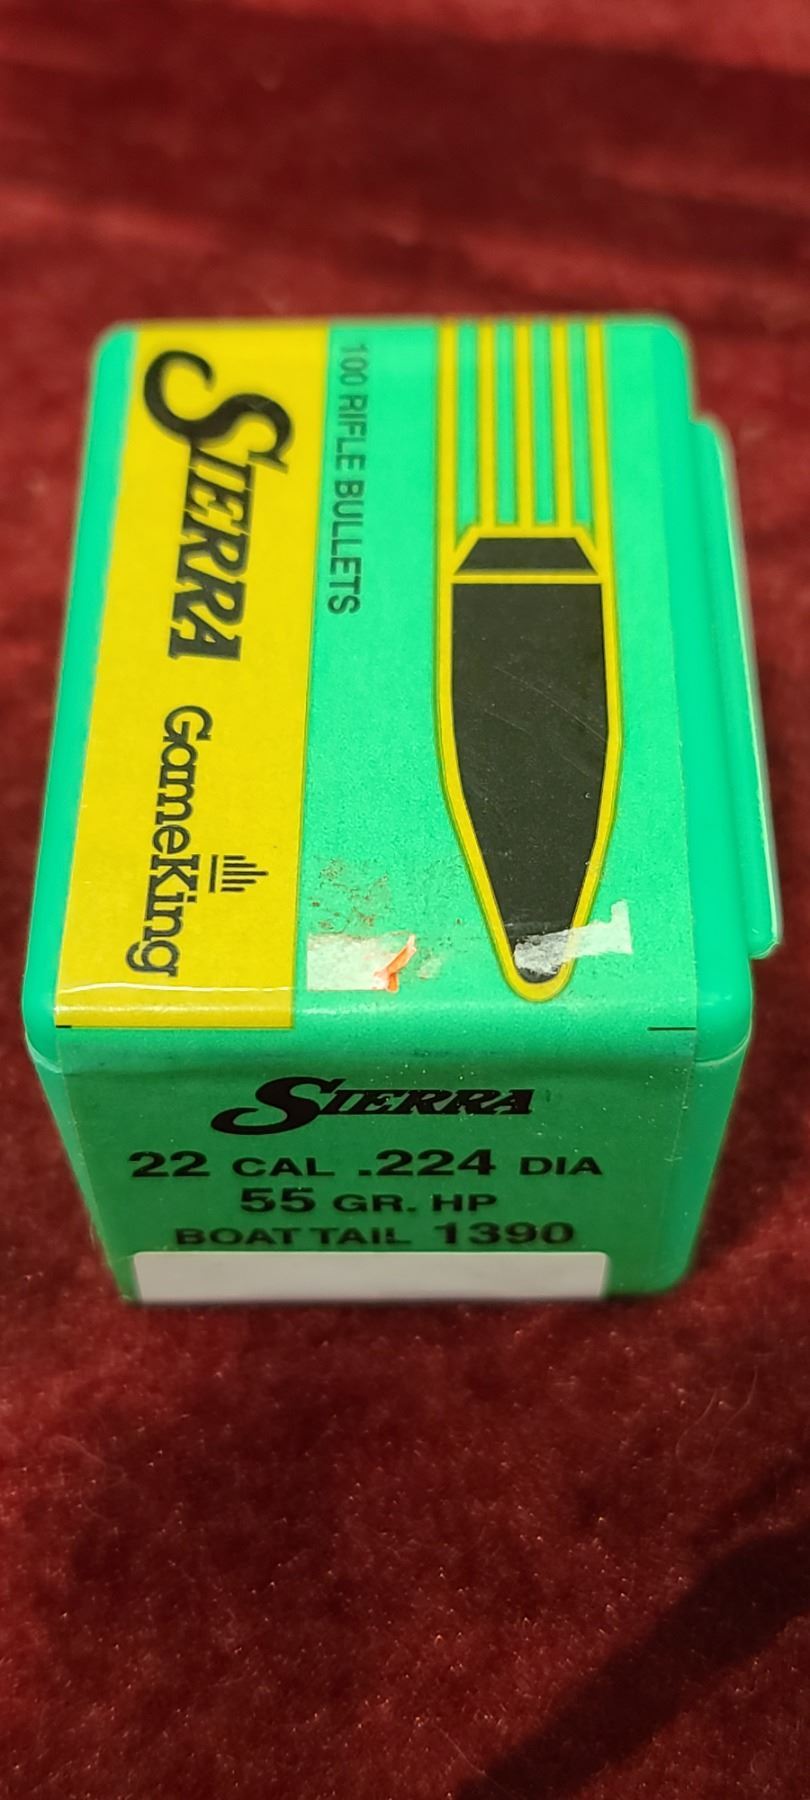 SIERRA GameKing
100 RIFLE BULLETS
SIERRA
22 CAL .224 DIA
55 GR. HP
BOAT TAIL 1390